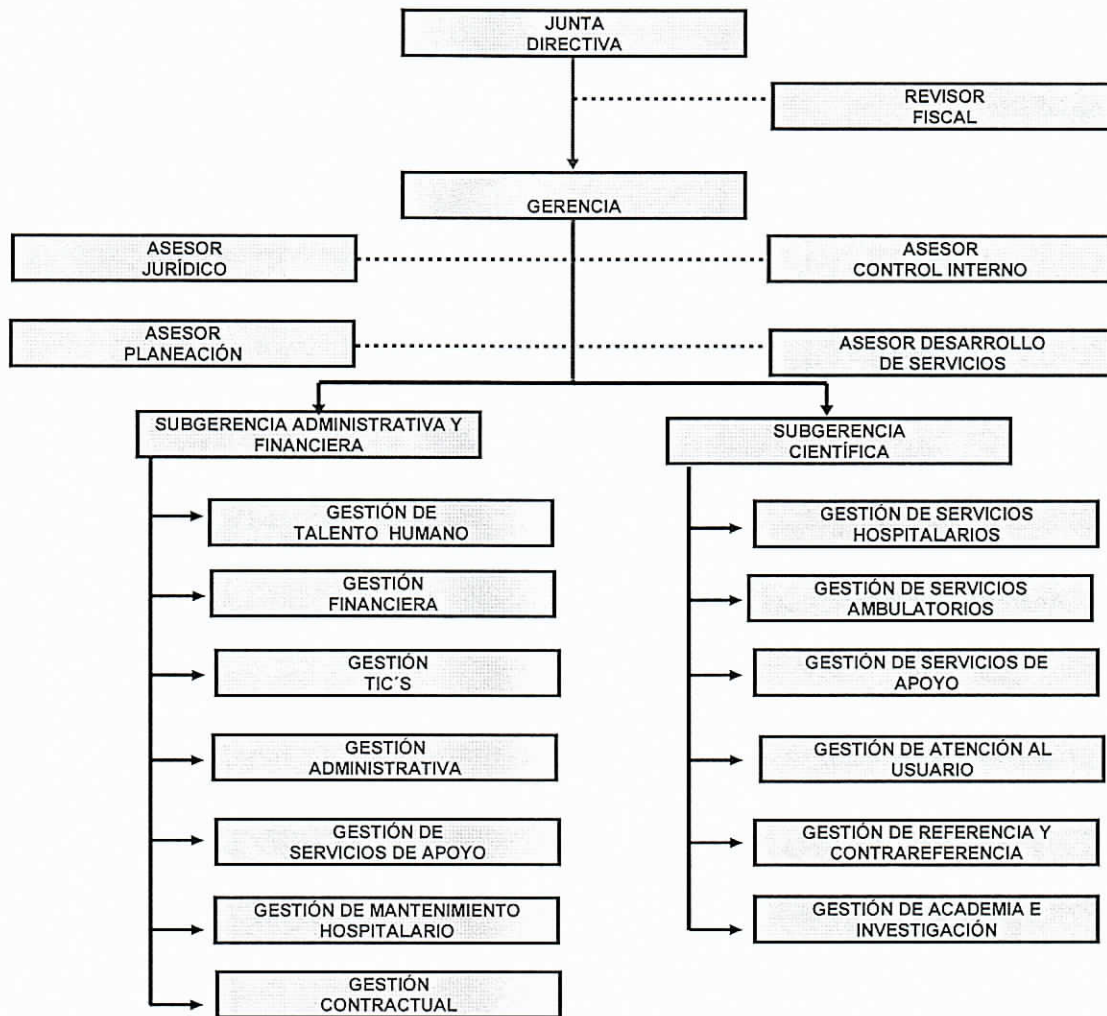 JUNTA
DIRECTIVA
REVISOR
FISCAL
GERENCIA
ASESOR
JURÍDICO
ASESOR
CONTROL INTERNO
ASESOR
PLANEACIÓN
ASESOR DESARROLLO
DE SERVICIOS
SUBGERENCIA ADMINISTRATIVA Y
FINANCIERA
GESTIÓN DE
TALENTO HUMANO
GESTIÓN
FINANCIERA
GESTIÓN
TIC´S
GESTIÓN
ADMINISTRATIVA
GESTIÓN DE
SERVICIOS DE APOYO
GESTIÓN DE MANTENIMIENTO
HOSPITALARIO
GESTIÓN
CONTRACTUAL
SUBGERENCIA
CIENTÍFICA
GESTIÓN DE SERVICIOS
HOSPITALARIOS
GESTIÓN DE SERVICIOS
AMBULATORIOS
GESTIÓN DE SERVICIOS DE
APOYO
GESTIÓN DE ATENCIÓN AL
USUARIO
GESTIÓN DE REFERENCIA Y
CONTRAREFERENCIA
GESTIÓN DE ACADEMIA E
INVESTIGACIÓN